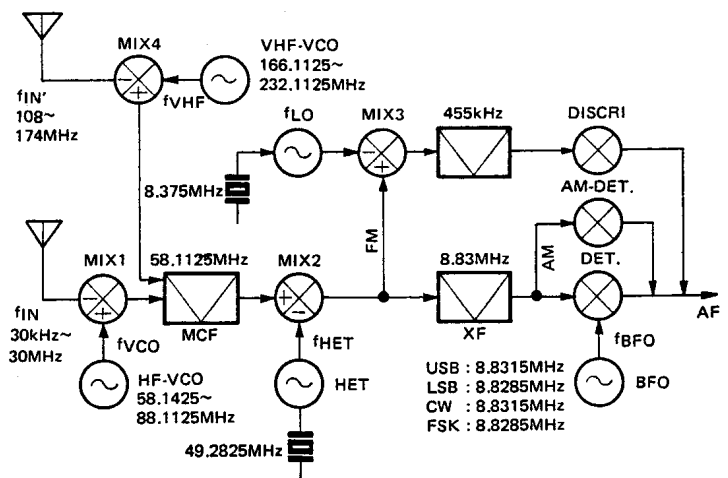 MIX4
VHF-VCO
166.1125~
232.1125MHz
fVHF
fIN'
108~
174MHz
fLO
MIX3
455kHz
DISCRI
8.375MHz
AM-DET.
FM
AM
MIX1
58.1125MHz
MIX2
8.83MHz
DET.
AF
fIN
30kHz~
30MHz
fVCO
MCF
fHET
XF
fBFO
HF-VCO
58.1425~
88.1125MHz
HET
USB : 8.8315MHz
LSB : 8.8285MHz
CW : 8.8315MHz
FSK : 8.8285MHz
BFO
49.2825MHz